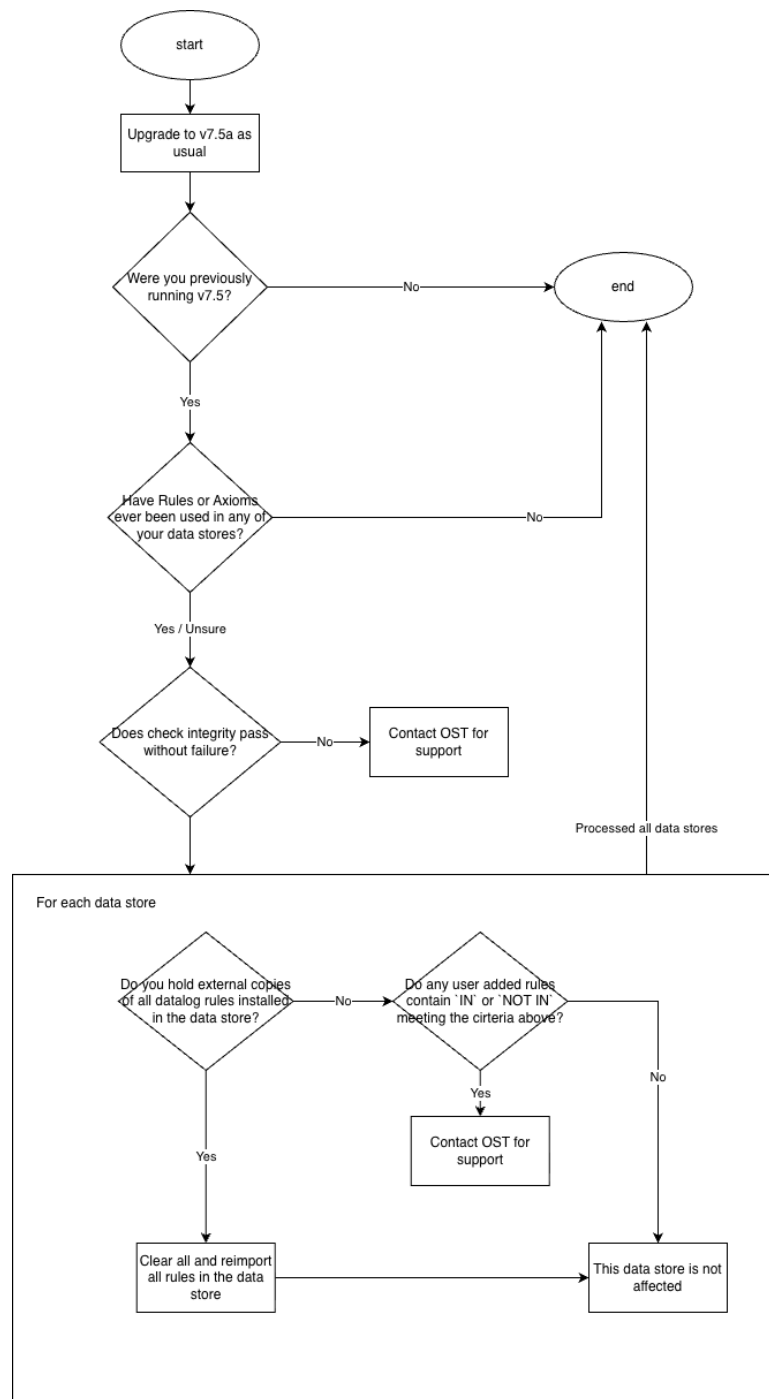 start
Upgrade to v7.5a as
usual
Were you previously
running v7.5?
No
end
Yes
Have Rules or Axioms
ever been used in any of
your data stores?
No
Yes / Unsure
Does check integrity pass
without failure?
No
Contact OST for
support
Processed all data stores
For each data store
Do you hold external copies
of all datalog rules installed
in the data store?
No
Do any user added rules
contain `IN` or `NOT IN`
meeting the cirteria above?
No
Yes
Contact OST for
support
Yes
Clear all and reimport
all rules in the data
store
This data store is not
affected